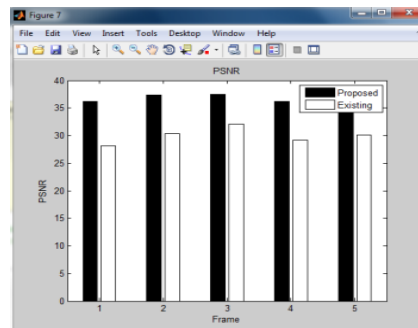 Figure 7
File Edit View Insert Tools Desktop Window Help
PSNR
40
35
30
25
20
15
10
5
0
PSNR
Proposed
Existing
1 2 3 4 5
Frame